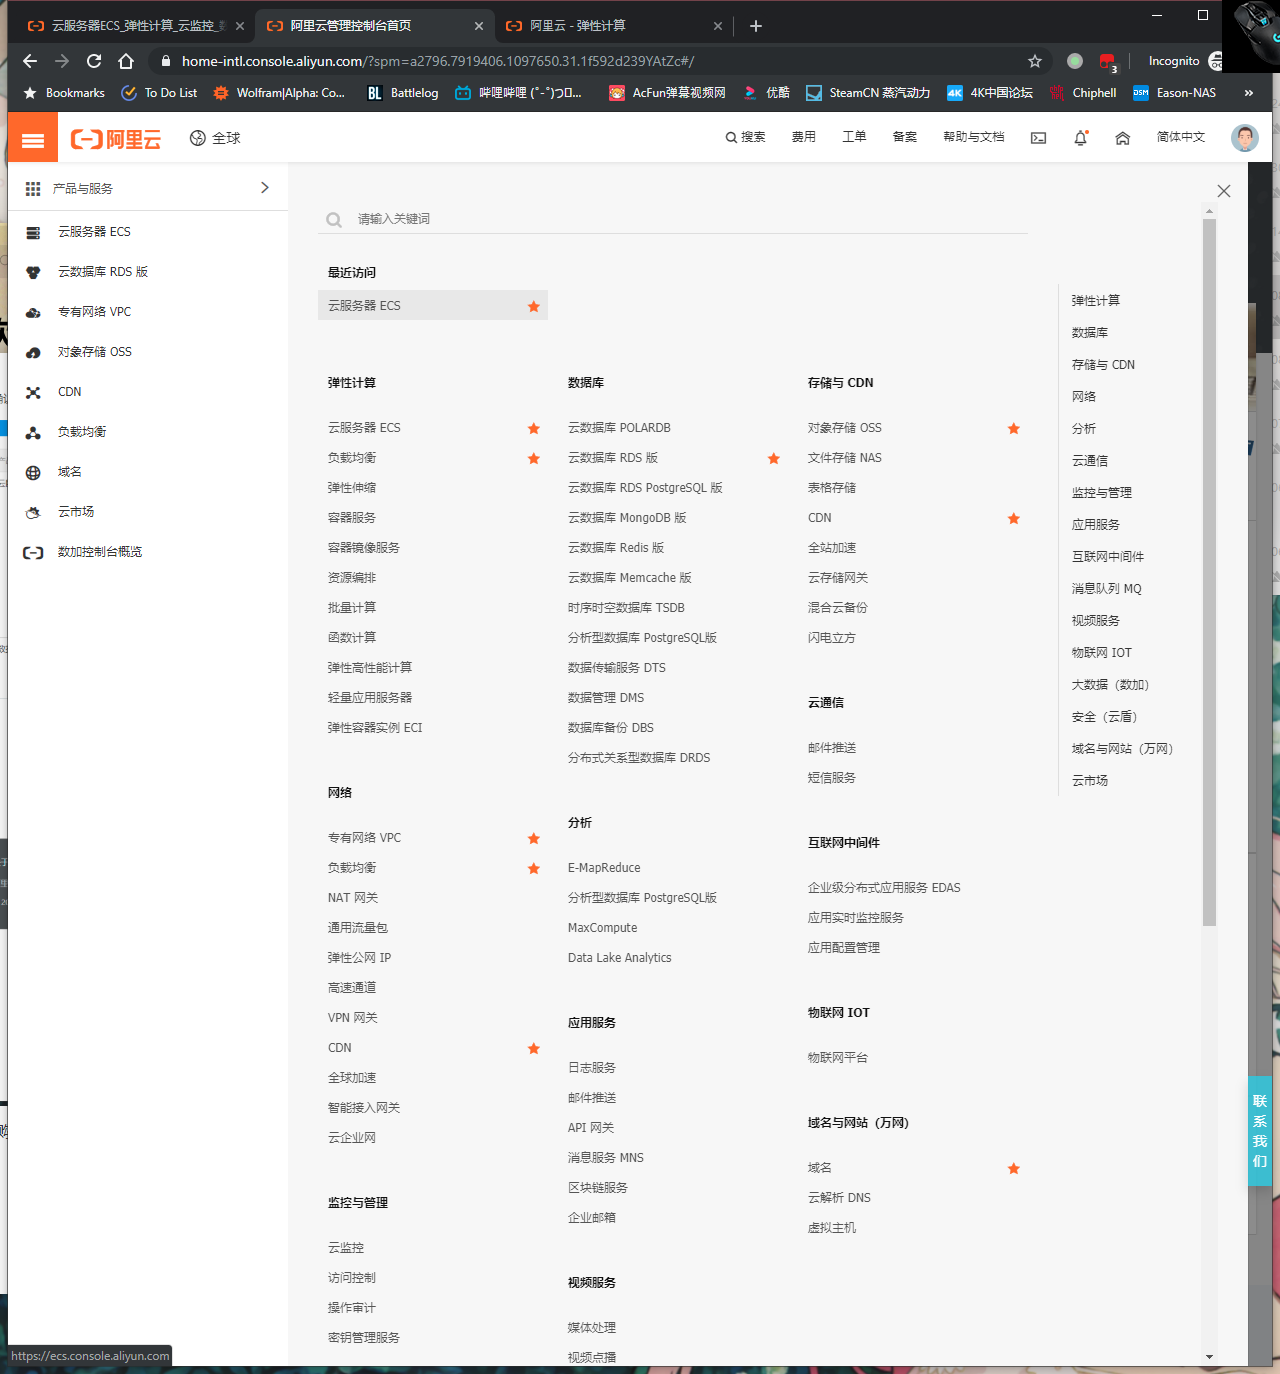 云服务器ECS_弹性计算_云监控_
阿里云管理控制台首页
阿里云 - 弹性计算
home-intl.console.aliyun.com/?spm=a2796.7919406.1097650.31.1f592d239YAtZc#/
3
Incognito
Bookmarks
To Do List
Wolfram|Alpha: Co...
BL
Battlelog
哔哩哔哩 (˚-˚)つロ...
AcFun弹幕视频网
优酷
SteamCN 蒸汽动力
4K
4K中国论坛
Chiphell
DSM
Eason-NAS
»
阿里云
全球
搜索
费用
工单
备案
帮助与文档
简体中文
产品与服务
云服务器 ECS
云数据库 RDS 版
专有网络 VPC
对象存储 OSS
CDN
负载均衡
域名
云市场
数加控制台概览
请输入关键词
最近访问
云服务器 ECS
弹性计算
云服务器 ECS
负载均衡
弹性伸缩
容器服务
容器镜像服务
资源编排
批量计算
函数计算
弹性高性能计算
轻量应用服务器
弹性容器实例 ECI
网络
专有网络 VPC
负载均衡
NAT 网关
通用流量包
弹性公网 IP
高速通道
VPN 网关
CDN
全球加速
智能接入网关
云企业网
监控与管理
云监控
访问控制
操作审计
密钥管理服务
数据库
云数据库 POLARDB
云数据库 RDS 版
云数据库 RDS PostgreSQL 版
云数据库 MongoDB 版
云数据库 Redis 版
云数据库 Memcache 版
时序时空数据库 TSDB
分析型数据库 PostgreSQL版
数据传输服务 DTS
数据管理 DMS
数据库备份 DBS
分布式关系型数据库 DRDS
分析
E-MapReduce
分析型数据库 PostgreSQL版
MaxCompute
Data Lake Analytics
应用服务
日志服务
邮件推送
API 网关
消息服务 MNS
区块链服务
企业邮箱
视频服务
媒体处理
视频点播
存储与 CDN
对象存储 OSS
文件存储 NAS
表格存储
CDN
全站加速
云存储网关
混合云备份
闪电立方
云通信
邮件推送
短信服务
互联网中间件
企业级分布式应用服务 EDAS
应用实时监控服务
应用配置管理
物联网 IOT
物联网平台
域名与网站（万网）
域名
云解析 DNS
虚拟主机
弹性计算
数据库
存储与 CDN
网络
分析
云通信
监控与管理
应用服务
互联网中间件
消息队列 MQ
视频服务
物联网 IOT
大数据（数加）
安全（云盾）
域名与网站（万网）
云市场
联系我们
https://ecs.console.aliyun.com